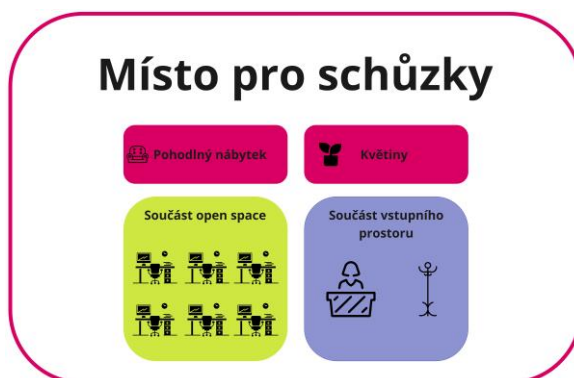 Místo pro schůzky
Pohodlný nábytek
Květiny
Součást open space
Součást vstupního
prostoru